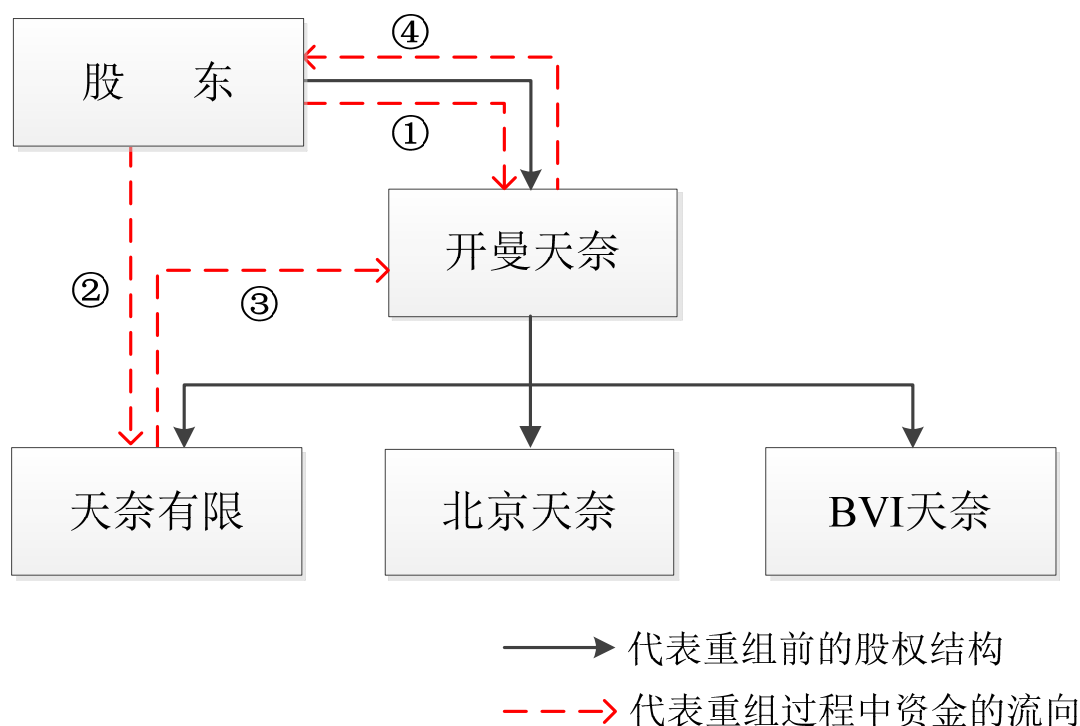 ④
股 东
①
开曼天奈
②
③
天奈有限
北京天奈
BVI天奈
代表重组前的股权结构
代表重组过程中资金的流向